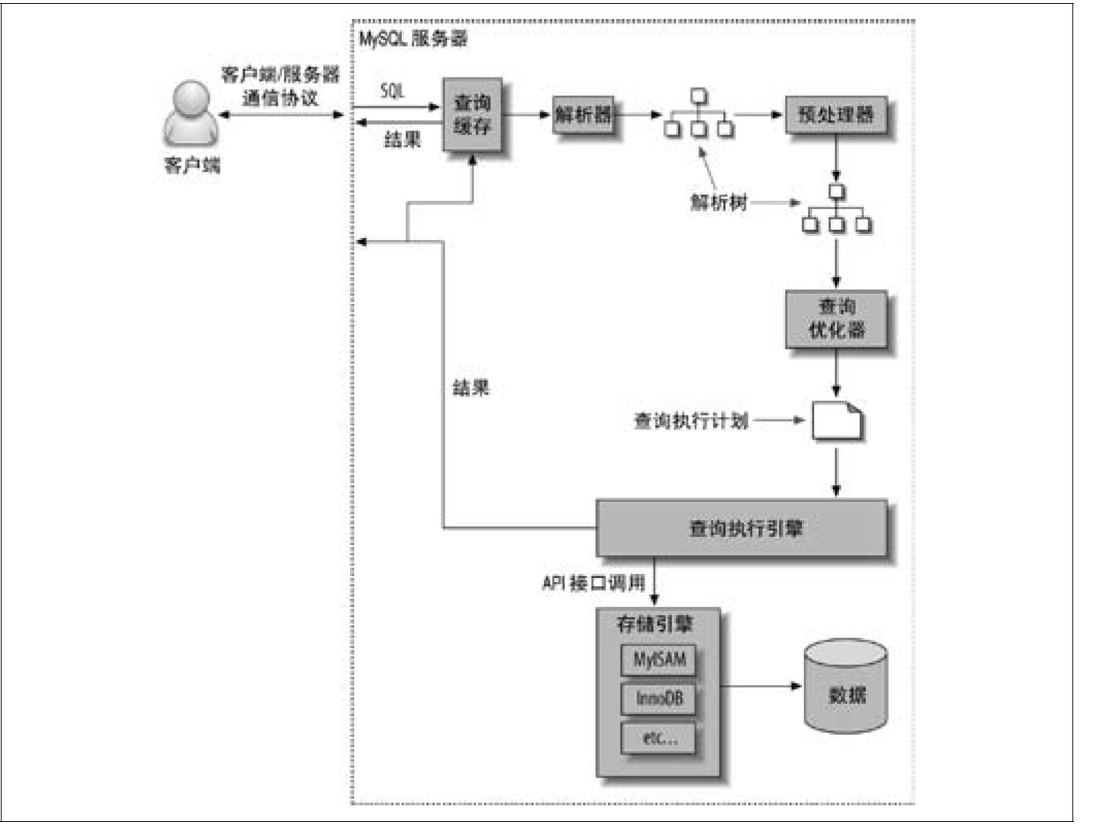 MySQL 服务器
客户端/服务器
通信协议
客户端
SQL
结果
查询
缓存
解析器
预处理器
解析树
查询
优化器
结果
查询执行计划
查询执行引擎
API 接口调用
存储引擎
MyISAM
InnoDB
etc...
数据